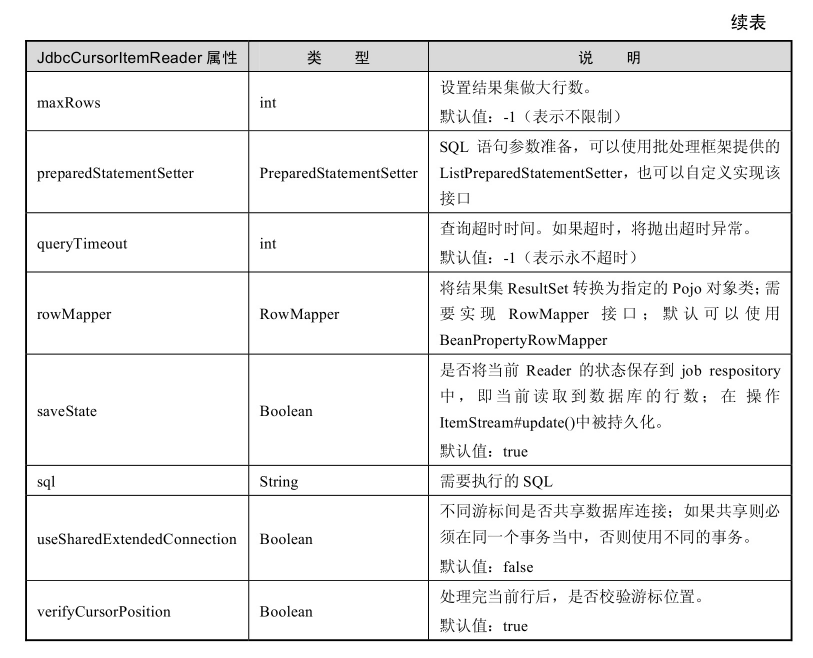 续表
JdbcCursorItemReader 属性 类 型 说 明
maxRows int 设置结果集做大行数。
默认值：-1（表示不限制）
preparedStatementSetter PreparedStatementSetter SQL 语句参数准备，可以使用批处理框架提供的
ListPreparedStatementSetter，也可以自定义实现该
接口
queryTimeout int 查询超时时间。如果超时，将抛出超时异常。
默认值：-1（表示永不超时）
rowMapper RowMapper 将结果集 ResultSet 转换为指定的 Pojo 对象类；需
要实现 RowMapper 接口；默认可以使用
BeanPropertyRowMapper
saveState Boolean 是否将当前 Reader 的状态保存到 job respository
中，即当前读取到数据库的行数；在 操作
ItemStream#update()中被持久化。
默认值：true
sql String 需要执行的 SQL
useSharedExtendedConnection Boolean 不同游标间是否共享数据库连接；如果共享则必
须在同一个事务当中，否则使用不同的事务。
默认值：false
verifyCursorPosition Boolean 处理完当前行后，是否校验游标位置。
默认值：true